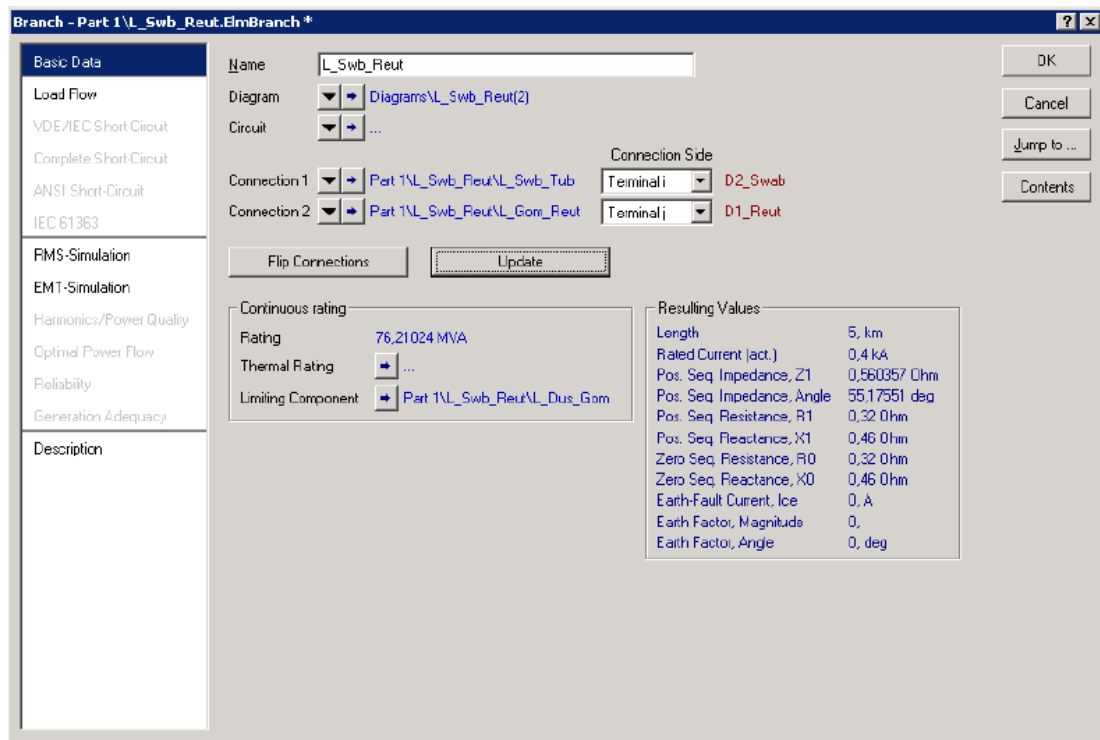 Branch - Part 1\L_Swb_Reut.ElmBranch *
Basic Data
Load Flow
VDE/IEC Short-Circuit
Complete Short-Circuit
ANSI Short-Circuit
IEC 61363
RMS-Simulation
EMT-Simulation
Harmonics/Power Quality
Optimal Power Flow
Reliability
Generation Adequacy
Description
Name L_Swb_Reut
Diagram Diagrams\L_Swb_Reut(2)
Circuit ...
Connection Side
Connection 1 Part 1\L_Swb_Reut\L_Swb_Tub Terminal i D2_Swab
Connection 2 Part 1\L_Swb_Reut\L_Gom_Reut Terminal j D1_Reut
Flip Connections Update
Continuous rating
Rating 76,21024 MVA
Thermal Rating ...
Limiting Component Part 1\L_Swb_Reut\L_Dus_Gom
Resulting Values
Length 5, km
Rated Current (act.) 0,4 kA
Pos. Seq. Impedance, Z1 0,560357 Ohm
Pos. Seq. Impedance, Angle 55,17551 deg
Pos. Seq. Resistance, R1 0,32 Ohm
Pos. Seq. Reactance, X1 0,46 Ohm
Zero Seq. Resistance, R0 0,32 Ohm
Zero Seq. Reactance, X0 0,46 Ohm
Earth-Fault Current, Ice 0, A
Earth Factor, Magnitude 0,
Earth Factor, Angle 0, deg
OK
Cancel
Jump to ...
Contents